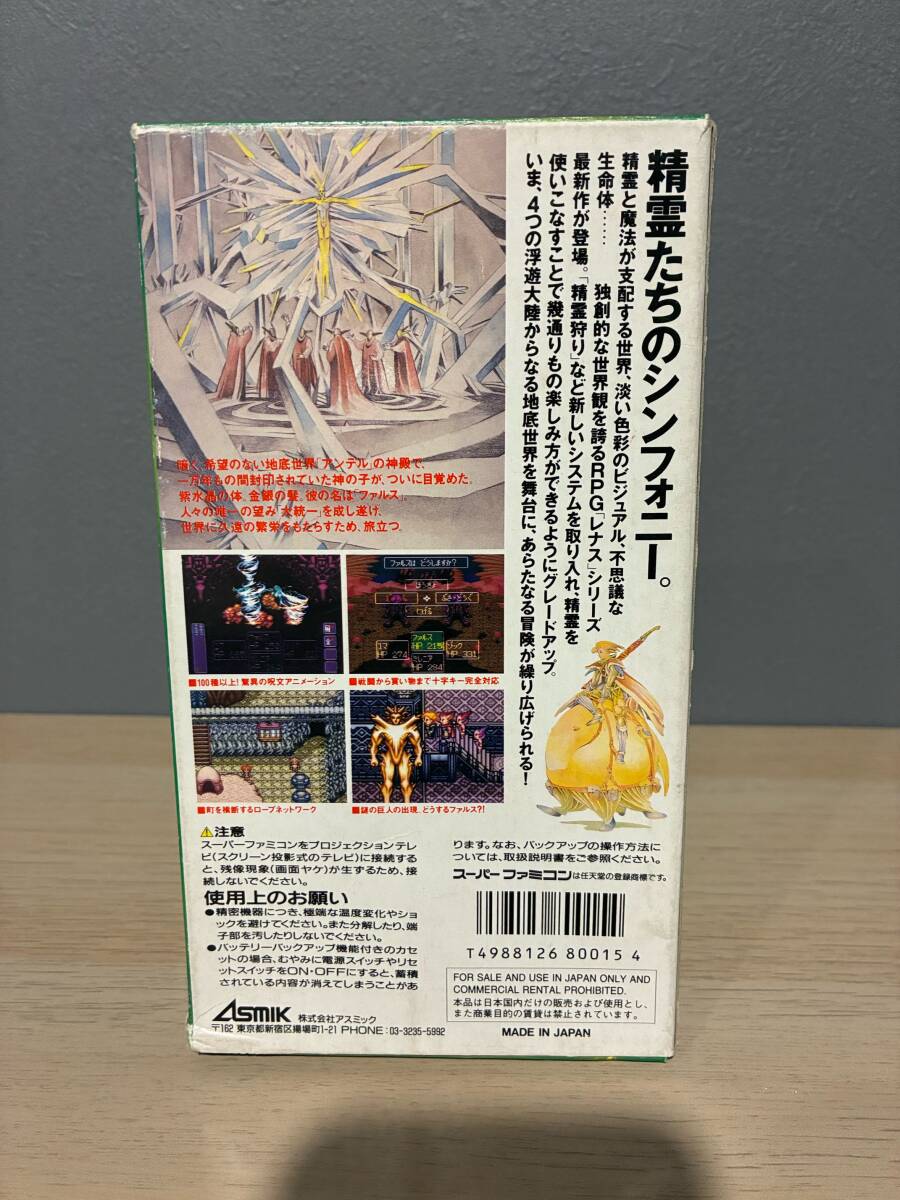 精霊たちのシンフォニー。
精霊と魔法が支配する世界、淡い色彩のビジュアル、不思議な
生命体……　独創的な世界観を誇るRPG「レナス」シリーズ
最新作が登場。「精霊狩り」など新しいシステムを取り入れ、精霊を
使いこなすことで幾通りもの楽しみ方ができるようにグレードアップ。
いま、4つの浮遊大陸からなる地底世界を舞台に、あらたなる冒険が繰り広げられる!
暗く、希望のない地底世界「アンテル」の神殿で、
一万年もの間封印されていた神の子が、ついに目覚めた。
紫水晶の体、金銀の髪、彼の名は「ファルス」。
人々の唯一の望み「大統一」を成し遂げ、
世界に久遠の繁栄をもたらすため、旅立つ。
ファルスは どうしますか?
にげる
ファルス
HP 215
HP 274
HP 331
HP 284
■100種以上!驚異の呪文アニメーション
■戦闘から買い物まで十字キー完全対応
■町を横断するロープネットワーク
■謎の巨人の出現…どうするファルス?!
⚠注意
スーパーファミコンをプロジェクションテレ
ビ(スクリーン投影式のテレビ)に接続する
と、残像現象(画面ヤケ)が生ずるため、接
続しないでください。
使用上のお願い
●精密機器につき、極端な温度変化やショ
ックを避けてください。また分解したり、端
子部を汚したりしないでください。
●バッテリーバックアップ機能付きのカセ
ットの場合、むやみに電源スイッチやリセ
ットスイッチをON・OFFにすると、蓄積
されている内容が消えてしまうことがあ
ります。なお、バックアップの操作方法に
ついては、取扱説明書をご参照ください。
スーパーファミコンは任天堂の登録商標です。
T4988126 80015 4
FOR SALE AND USE IN JAPAN ONLY AND
COMMERCIAL RENTAL PROHIBITED.
本品は日本国内だけの販売および使用とし、
また商業目的の賃貸は禁止されています。
MADE IN JAPAN
ASMIK 株式会社アスミック
〒162 東京都新宿区揚場町1-21 PHONE:03-3235-5992